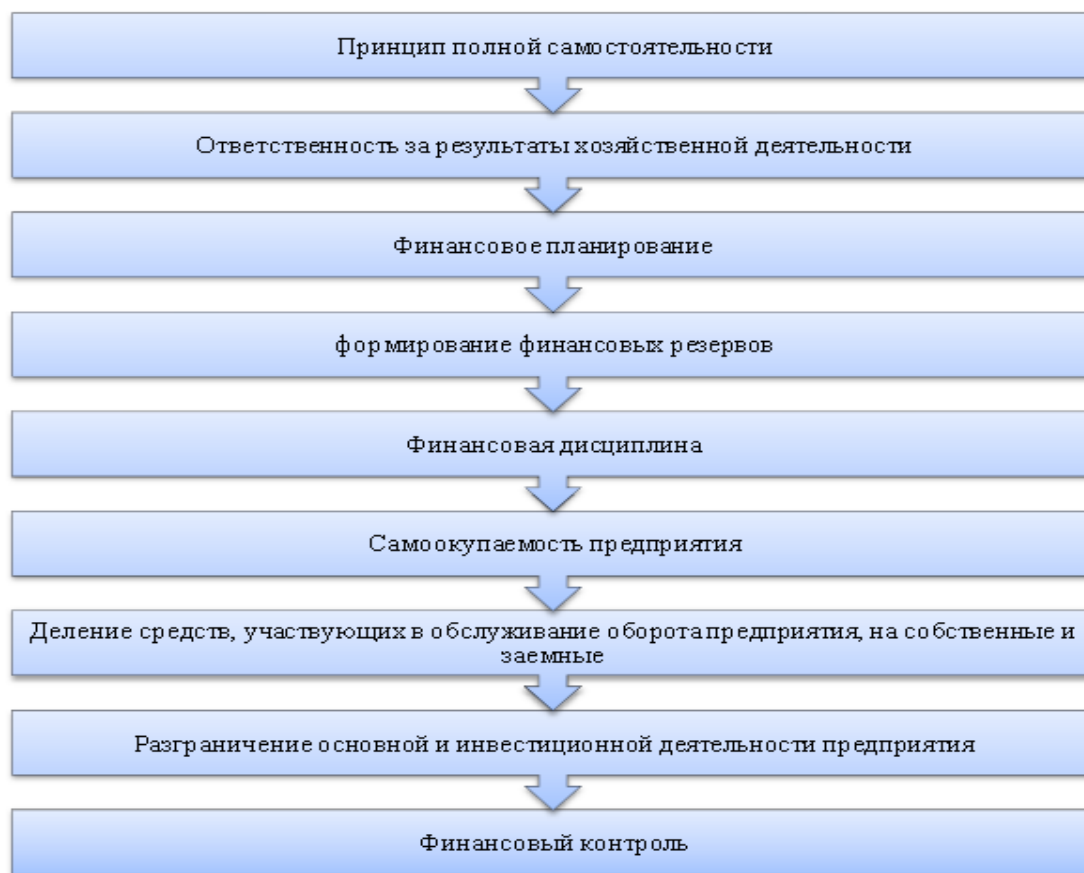 Принцип полной самостоятельности
Ответственность за результаты хозяйственной деятельности
Финансовое планирование
формирование финансовых резервов
Финансовая дисциплина
Самоокупаемость предприятия
Деление средств, участвующих в обслуживание оборота предприятия, на собственные и
заемные
Разграничение основной и инвестиционной деятельности предприятия
Финансовый контроль